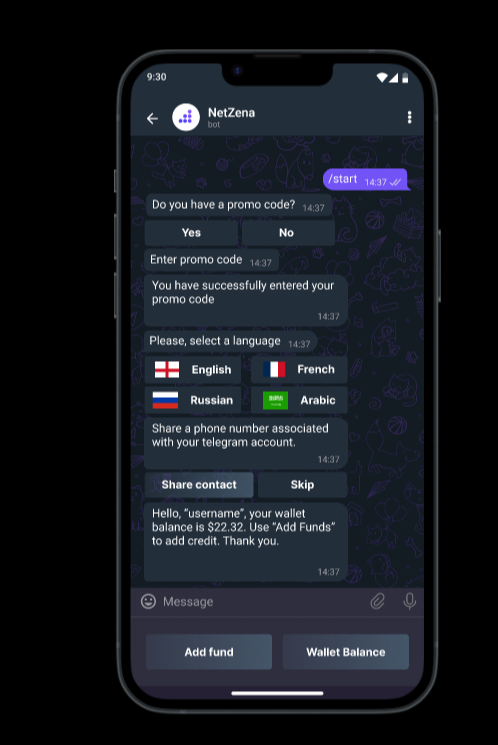 9:30
NetZena
bot
/start 14:37
Do you have a promo code? 14:37
Yes No
Enter promo code 14:37
You have successfully entered your
promo code
14:37
Please, select a language 14:37
English French
Russian Arabic
Share a phone number associated
with your telegram account.
14:37
Share contact Skip
Hello, “username”, your wallet
balance is $22.32. Use “Add Funds”
to add credit. Thank you.
14:37
Message
Add fund Wallet Balance